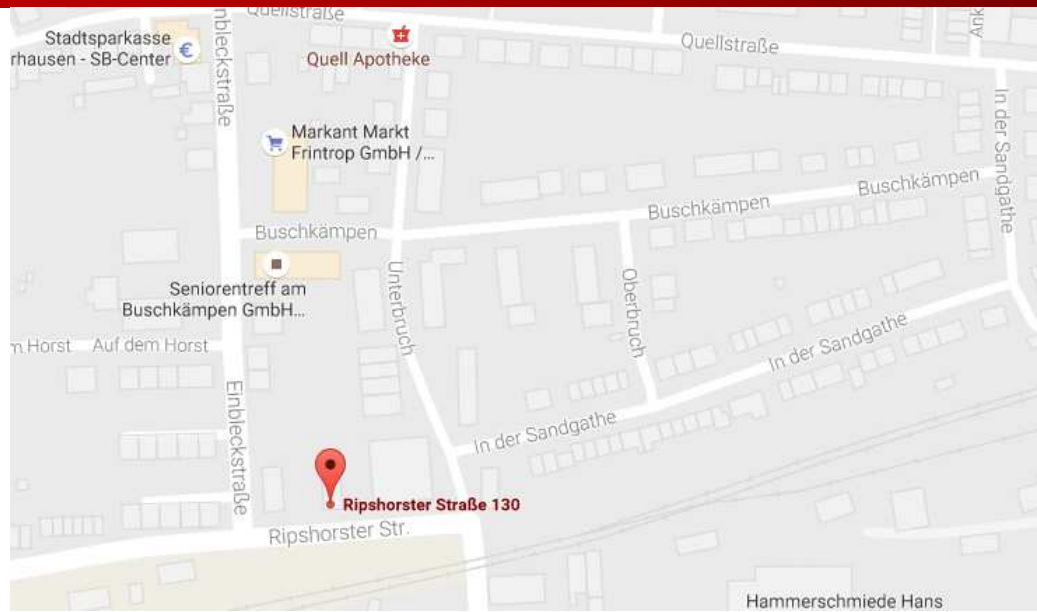 Quellstraße
Stadtsparkasse
rhausen - SB-Center
€
Quell Apotheke
Quellstraße
Ank
inbleckstraße
In der Sandgathe
Markant Markt
Frintrop GmbH /...
Buschkämpen
Buschkämpen
Buschkämpen
Seniorentreff am
Buschkämpen GmbH...
Unterbruch
Oberbruch
m Horst
Auf dem Horst
In der Sandgathe
Einbleckstraße
In der Sandgathe
Ripshorster Straße 130
Ripshorster Str.
Hammerschmiede Hans